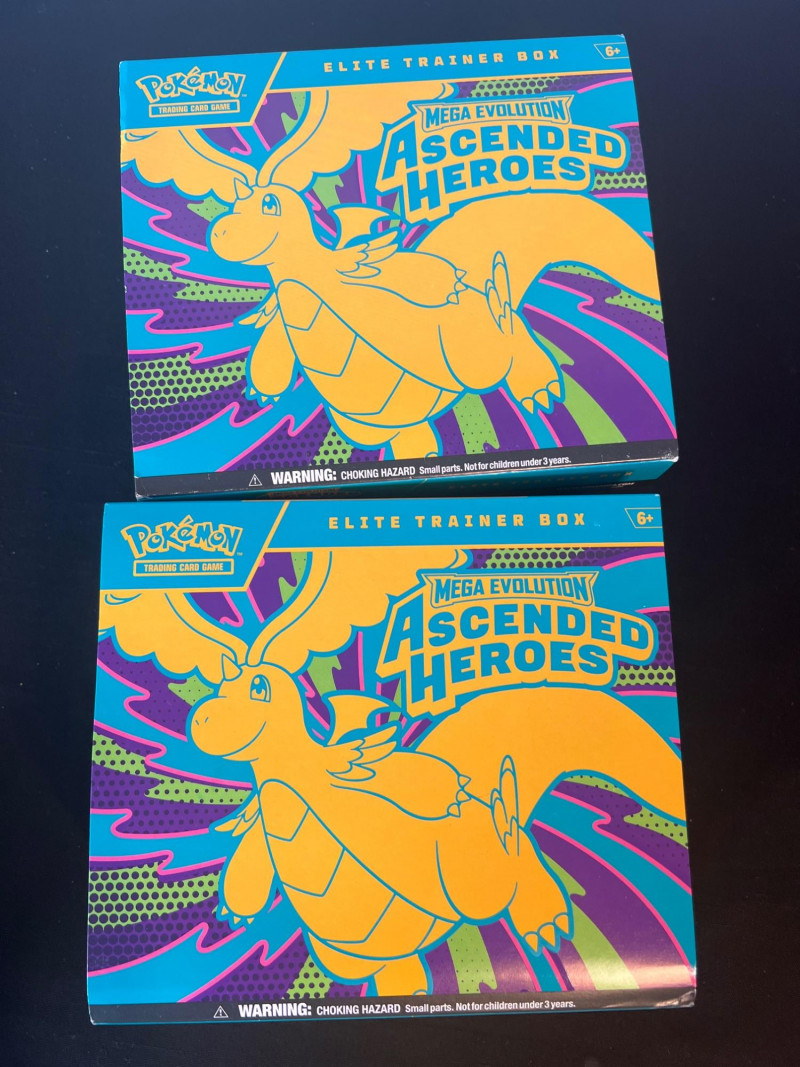 ELITE TRAINER BOX
6+
POKÉMON
TRADING CARD GAME
MEGA EVOLUTION
ASCENDED
HEROES
WARNING: CHOKING HAZARD Small parts. Not for children under 3 years.
ELITE TRAINER BOX
6+
POKÉMON
TRADING CARD GAME
MEGA EVOLUTION
ASCENDED
HEROES
WARNING: CHOKING HAZARD Small parts. Not for children under 3 years.